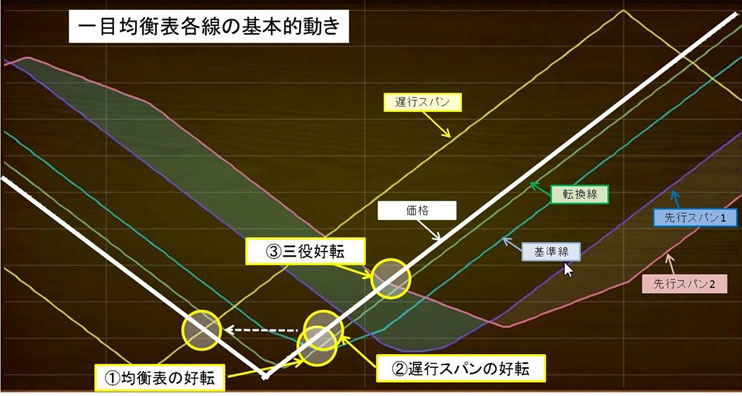 一目均衡表各線の基本的動き
遅行スパン
転換線
価格
先行スパン1
③三役好転
基準線
先行スパン2
①均衡表の好転
②遅行スパンの好転